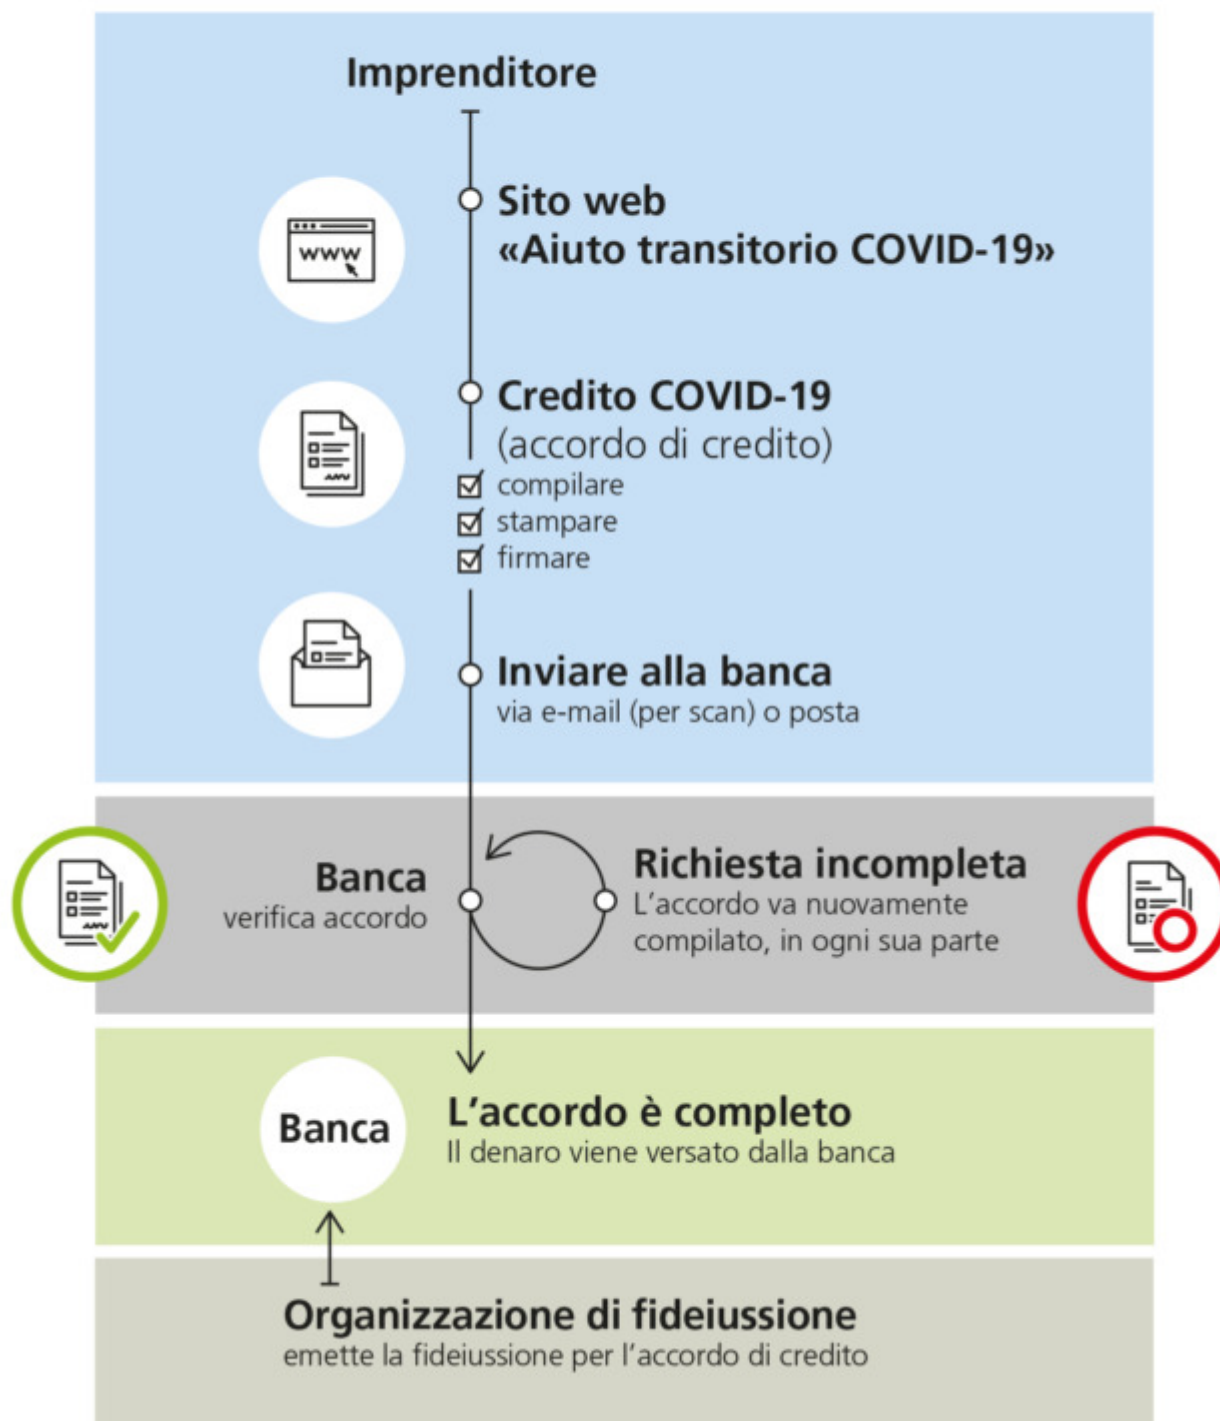 Imprenditore
Sito web
«Aiuto transitorio COVID-19»
www
Credito COVID-19
(accordo di credito)
compilare
stampare
firmare
Inviare alla banca
via e-mail (per scan) o posta
Banca
verifica accordo
Richiesta incompleta
L’accordo va nuovamente
compilato, in ogni sua parte
Banca
L’accordo è completo
Il denaro viene versato dalla banca
Organizzazione di fideiussione
emette la fideiussione per l’accordo di credito